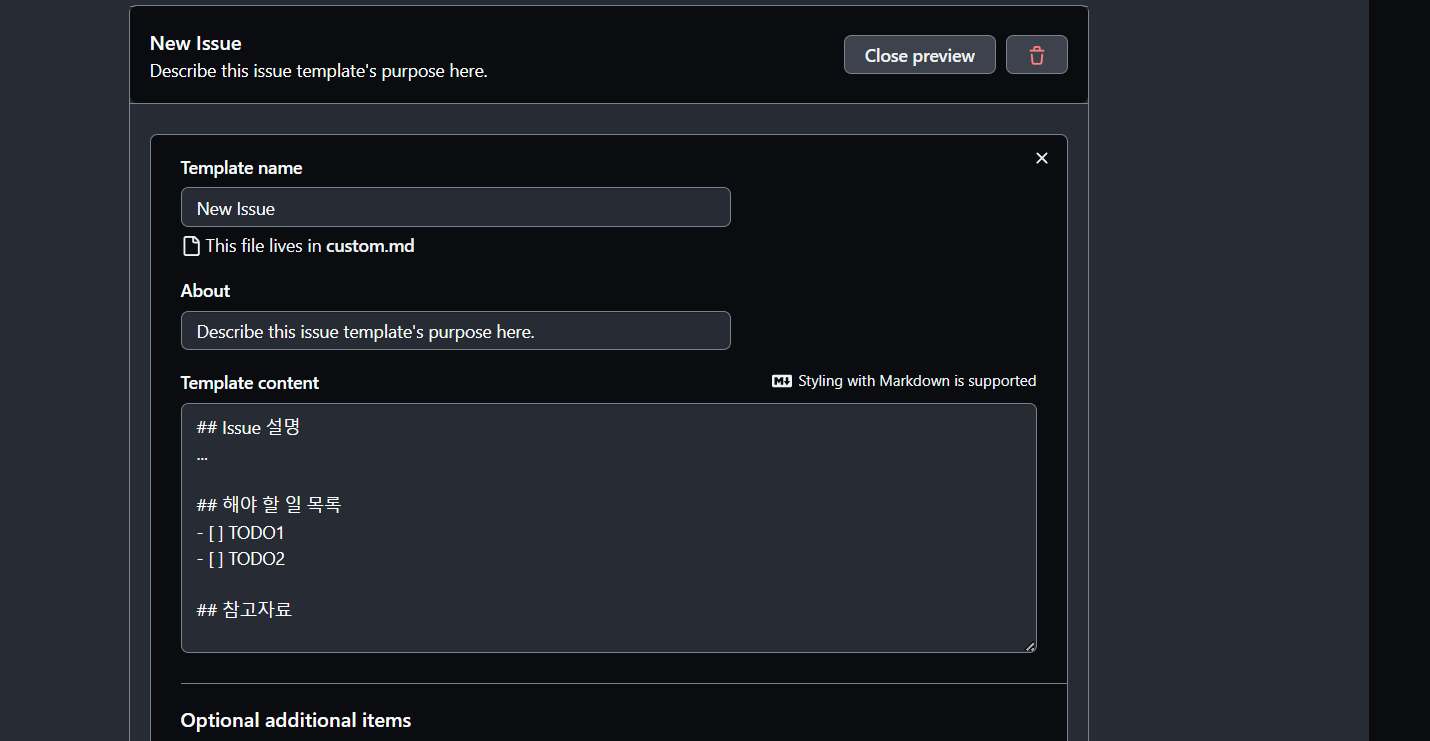 New Issue
Describe this issue template's purpose here.
Close preview
Template name
New Issue
This file lives in custom.md
About
Describe this issue template's purpose here.
Template content
Styling with Markdown is supported
## Issue 설명
...
## 해야 할 일 목록
- [ ] TODO1
- [ ] TODO2
## 참고자료
Optional additional items